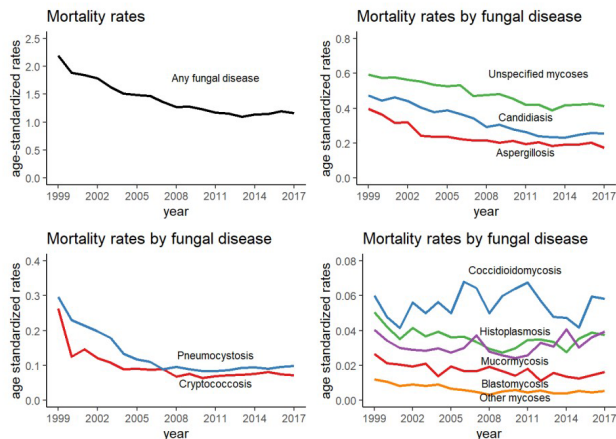 Mortality rates
age-standardized rates
2.5
2.0
1.5
1.0
0.5
0.0
Any fungal disease
1999
2002
2005
2008
2011
2014
2017
year
Mortality rates by fungal disease
age standardized rates
0.8
0.6
0.4
0.2
0.0
Unspecified mycoses
Candidiasis
Aspergillosis
1999
2002
2005
2008
2011
2014
2017
year
Mortality rates by fungal disease
age standardized rates
0.4
0.3
0.2
0.1
0.0
Pneumocystosis
Cryptococcosis
1999
2002
2005
2008
2011
2014
2017
year
Mortality rates by fungal disease
age standardized rates
0.08
0.06
0.04
0.02
0.00
Coccidioidomycosis
Histoplasmosis
Mucormycosis
Blastomycosis
Other mycoses
1999
2002
2005
2008
2011
2014
2017
year